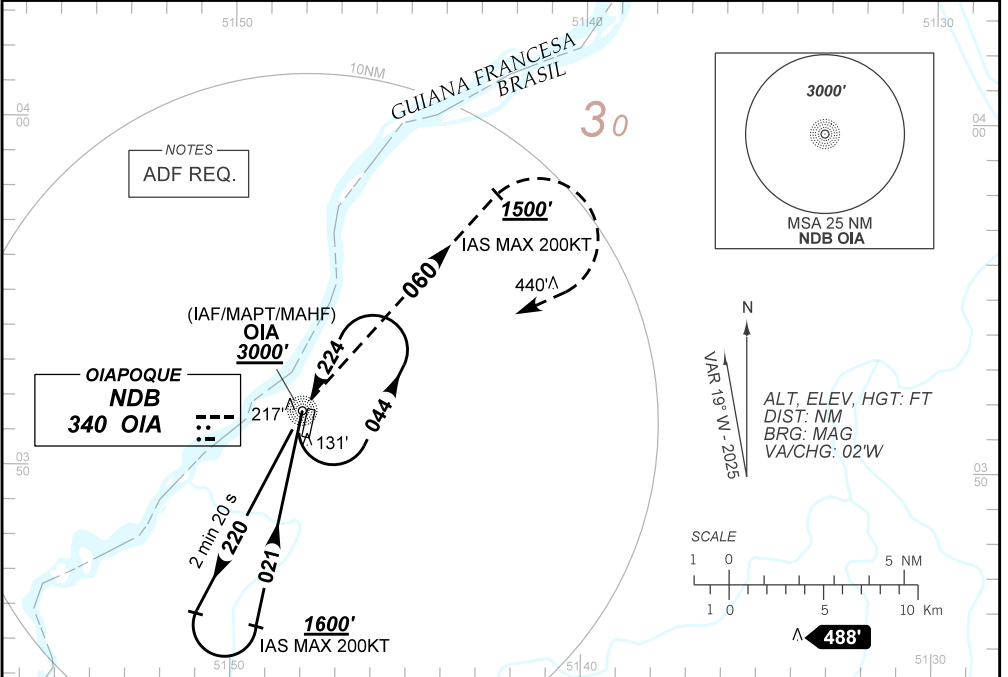 51 50
51 40
51 30
10NM
GUIANA FRANCESA
BRASIL
30
04
00
04
00
NOTES
ADF REQ.
3000'
MSA 25 NM
NDB OIA
1500'
IAS MAX 200KT
440'
060
(IAF/MAPT/MAHF)
OIA
3000'
224
044
OIAPOQUE
NDB
340 OIA
217'
131'
N
VAR 19° W - 2025
ALT, ELEV, HGT: FT
DIST: NM
BRG: MAG
VA/CHG: 02'W
03
50
03
50
2 min 20 s
220
021
1600'
IAS MAX 200KT
SCALE
1 0 5 NM
1 0 5 10 Km
488'
51 50
51 40
51 30